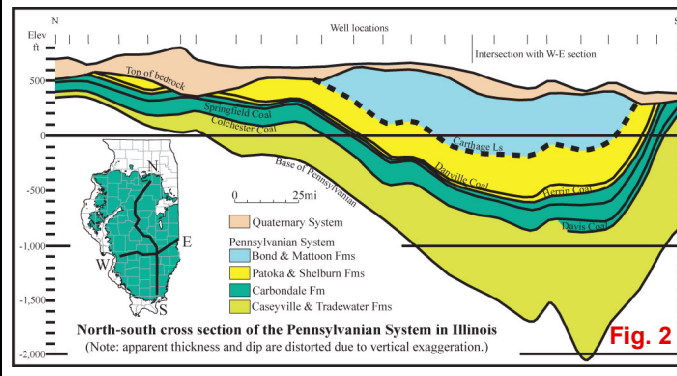 N
Well locations
S
Elev
ft
Intersection with W-E section
Top of bedrock
500
Springfield Coal
Colchester Coal
0
Carthage Ls
Base of Pennsylvanian
Danville Coal
Herrin Coal
Davis Coal
N
E
W
S
0 25mi
-500
-1,000
-1,500
-2,000
Quaternary System
Pennsylvanian System
Bond & Mattoon Fms
Patoka & Shelburn Fms
Carbondale Fm
Caseyville & Tradewater Fms
North-south cross section of the Pennsylvanian System in Illinois
(Note: apparent thickness and dip are distorted due to vertical exaggeration.)
Fig. 2